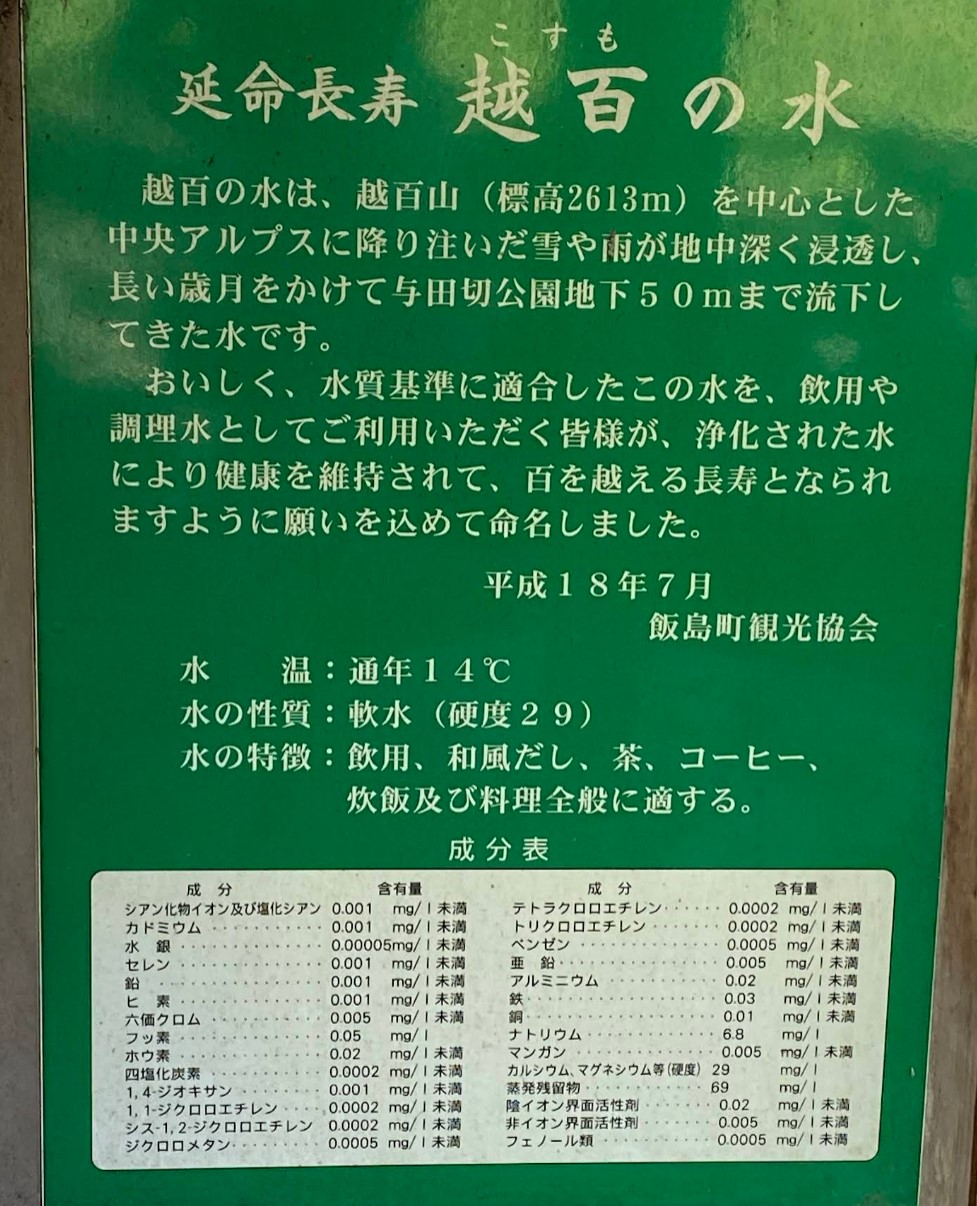 こすも
延命長寿 越百の水
越百の水は、越百山（標高2613m）を中心とした
中央アルプスに降り注いだ雪や雨が地中深く浸透し、
長い歳月をかけて与田切公園地下５０ｍまで流下し
てきた水です。
おいしく、水質基準に適合したこの水を、飲用や
調理水としてご利用いただく皆様が、浄化された水
により健康を維持されて、百を越える長寿となられ
ますように願いを込めて命名しました。
平成１８年７月
飯島町観光協会
水　　温：通年１４℃
水の性質：軟水（硬度２９）
水の特徴：飲用、和風だし、茶、コーヒー、
炊飯及び料理全般に適する。
成分表
成　分　含有量　成　分　含有量
シアン化物イオン及び塩化シアン 0.001 mg/l未満　テトラクロロエチレン······ 0.0002 mg/l未満
カドミウム ··········· 0.001 mg/l未満　トリクロロエチレン ······· 0.0002 mg/l未満
水　銀 ·············· 0.00005mg/l未満　ベンゼン ·············· 0.0005 mg/l未満
セレン ·············· 0.001 mg/l未満　亜　鉛 ·············· 0.005 mg/l未満
鉛 ················ 0.001 mg/l未満　アルミニウム ············ 0.02 mg/l未満
ヒ　素 ·············· 0.001 mg/l未満　鉄 ················· 0.03 mg/l未満
六価クロム ··········· 0.005 mg/l未満　銅 ················· 0.01 mg/l未満
フッ素 ·············· 0.05 mg/l　ナトリウム ············· 6.8 mg/l
ホウ素 ·············· 0.02 mg/l未満　マンガン ·············· 0.005 mg/l未満
四塩化炭素 ··········· 0.0002 mg/l未満　カルシウム、マグネシウム等(硬度) 29 mg/l
1,4-ジオキサン ········ 0.001 mg/l未満　蒸発残留物 ············ 69 mg/l
1,1-ジクロロエチレン ···· 0.0002 mg/l未満　陰イオン界面活性剤 ······· 0.02 mg/l未満
シス-1,2-ジクロロエチレン 0.0002 mg/l未満　非イオン界面活性剤 ······· 0.005 mg/l未満
ジクロロメタン········· 0.0005 mg/l未満　フェノール類 ··········· 0.0005 mg/l未満